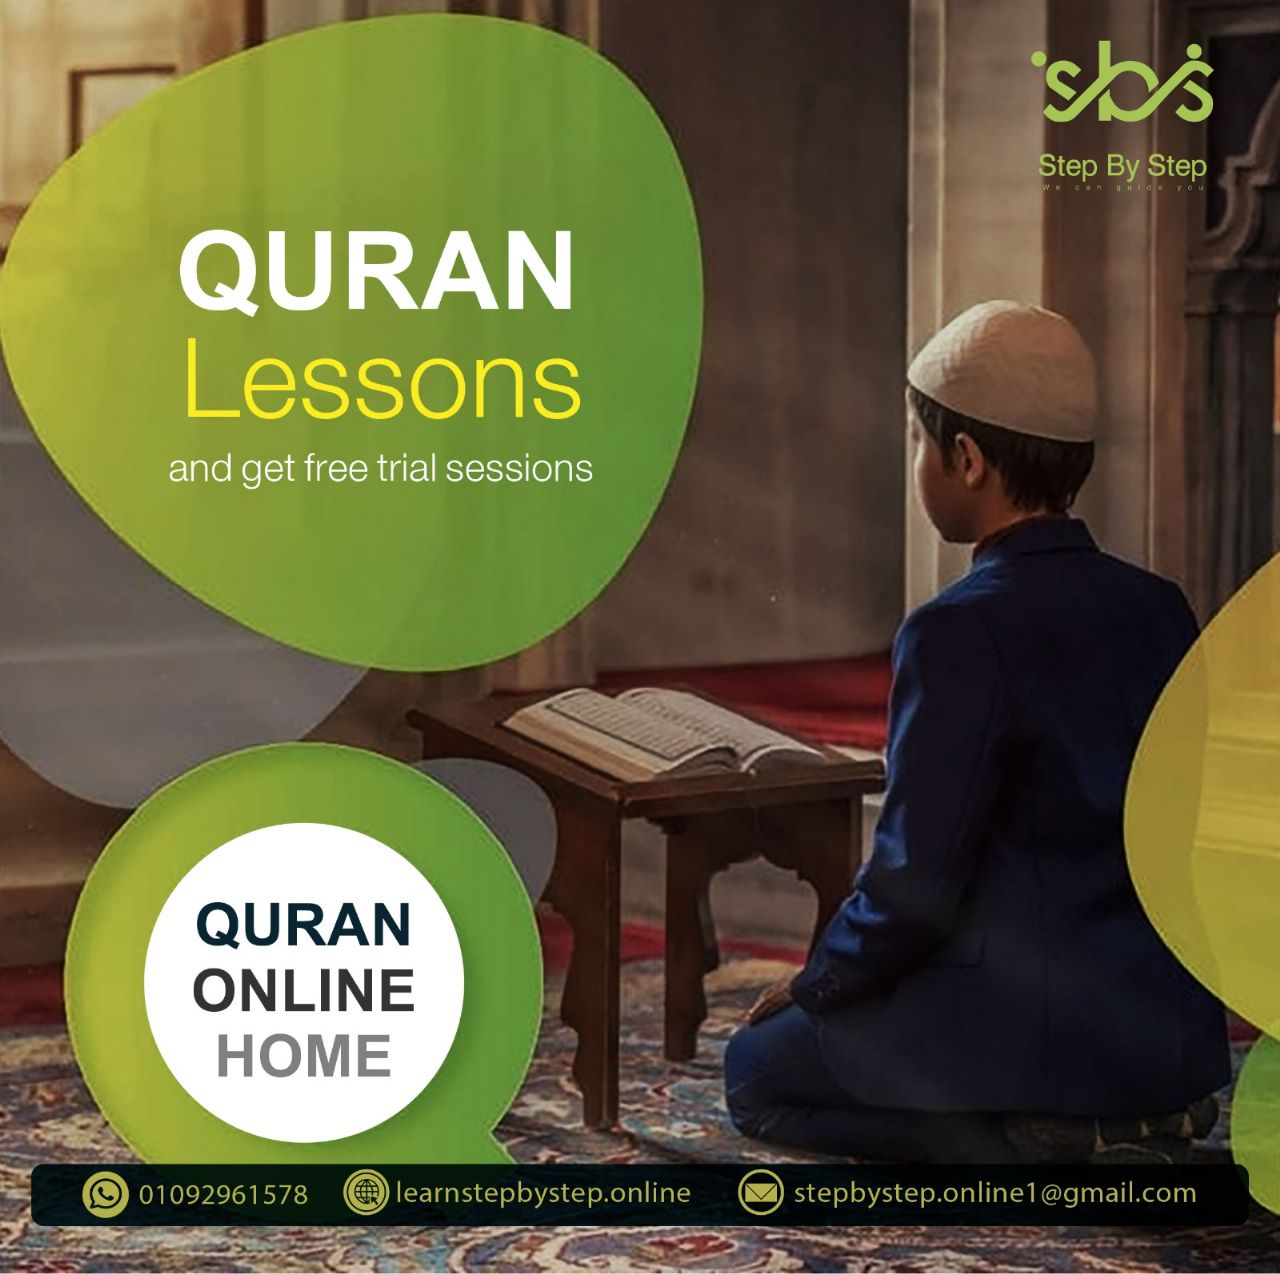 sbs
Step By Step
We can guide you
QURAN
Lessons
and get free trial sessions
QURAN
ONLINE
HOME
01092961578
learnstepbystep.online
stepbystep.online1@gmail.com